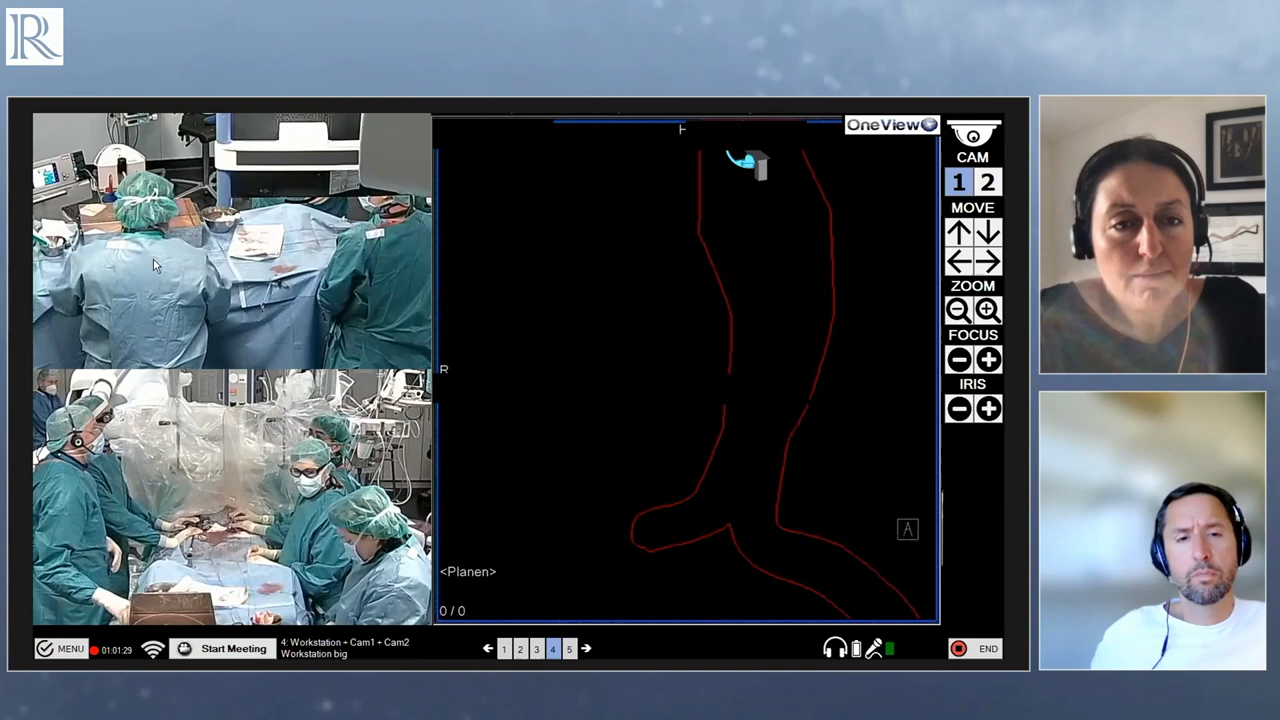 R
OneView
CAM
1 2
MOVE
ZOOM
FOCUS
IRIS
R
A
<Planen>
0 / 0
MENU
01:01:29
Start Meeting
4: Workstation + Cam1 + Cam2
Workstation big
1 2 3 4 5
END